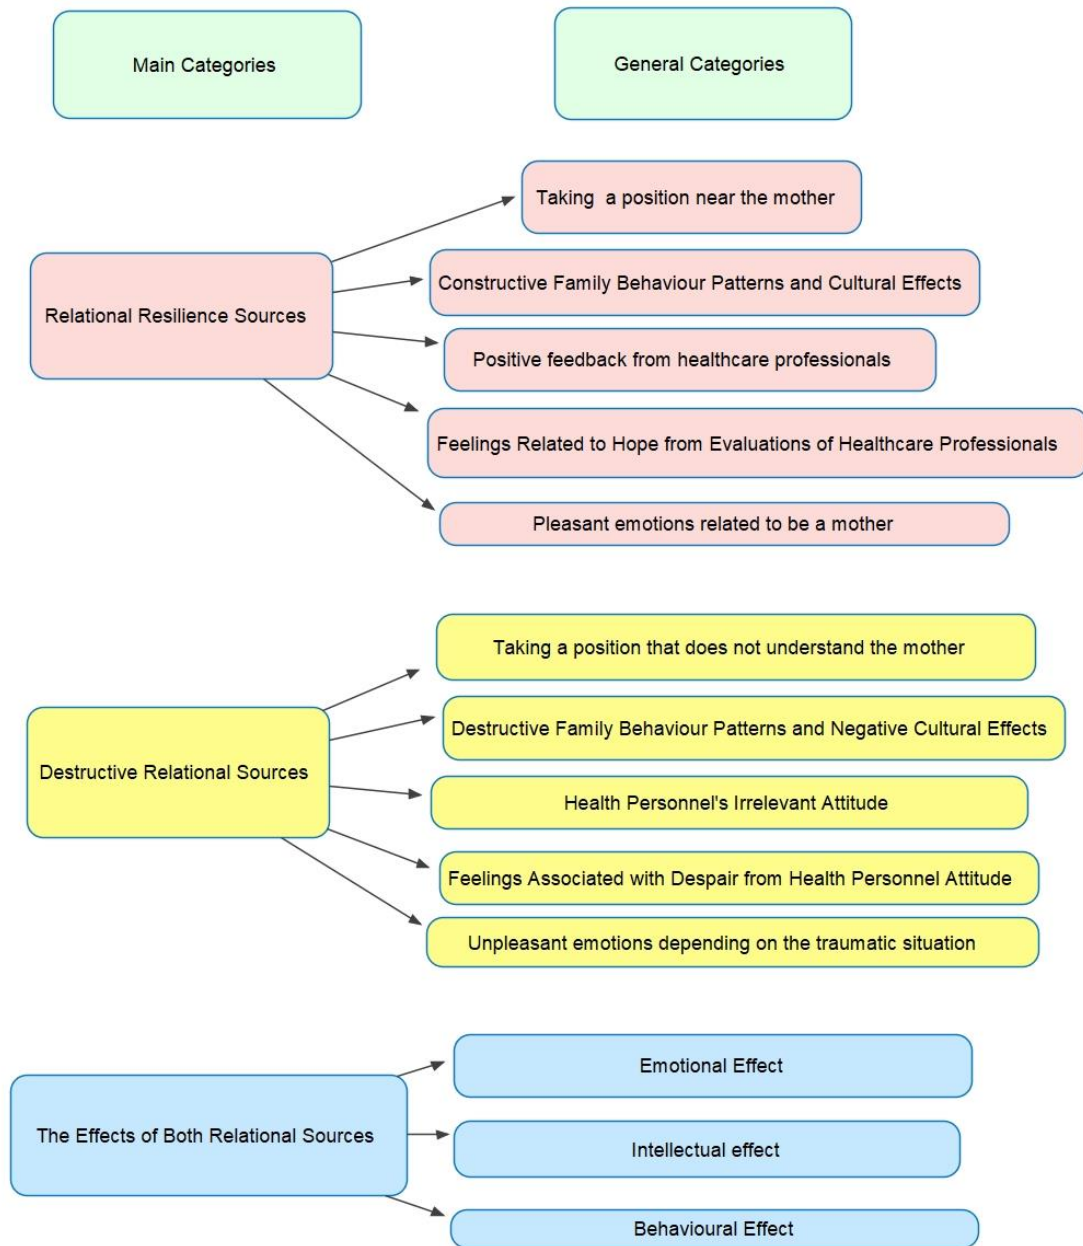 Main Categories
General Categories
Taking a position near the mother
Constructive Family Behaviour Patterns and Cultural Effects
Relational Resilience Sources
Positive feedback from healthcare professionals
Feelings Related to Hope from Evaluations of Healthcare Professionals
Pleasant emotions related to be a mother
Taking a position that does not understand the mother
Destructive Family Behaviour Patterns and Negative Cultural Effects
Destructive Relational Sources
Health Personnel's Irrelevant Attitude
Feelings Associated with Despair from Health Personnel Attitude
Unpleasant emotions depending on the traumatic situation
Emotional Effect
The Effects of Both Relational Sources
Intellectual effect
Behavioural Effect